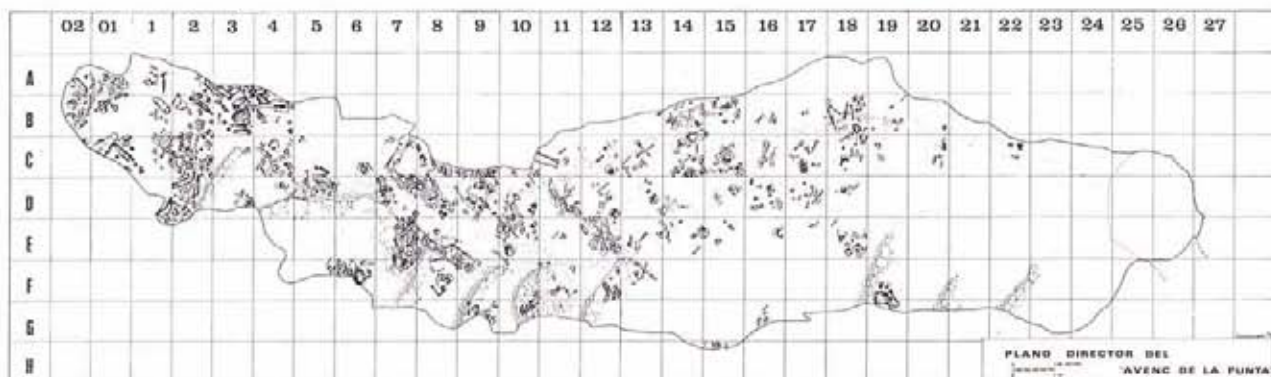 02 01 1 2 3 4 5 6 7 8 9 10 11 12 13 14 15 16 17 18 19 20 21 22 23 24 25 26 27
A
B
C
D
E
F
G
H
PLANO DIRECTOR DEL
"AVENC DE LA PUNTA